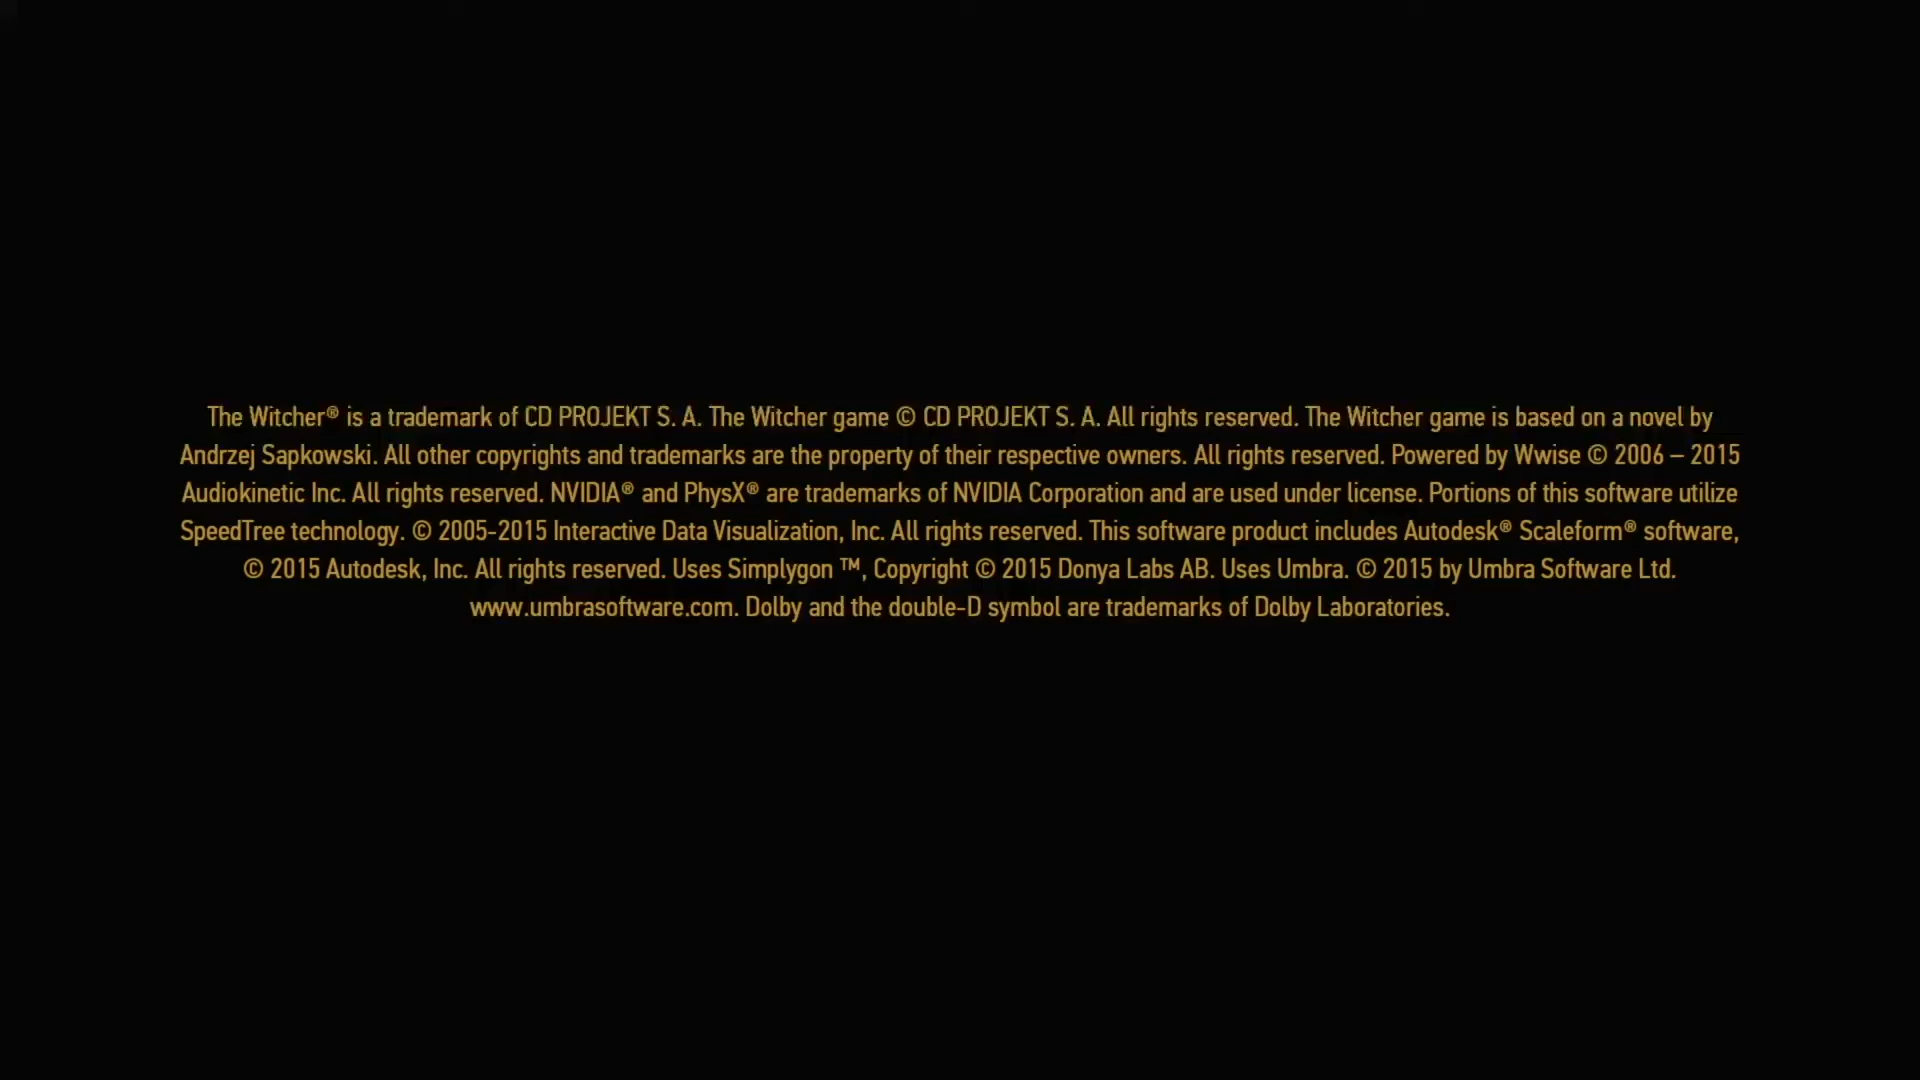 The Witcher® is a trademark of CD PROJEKT S. A. The Witcher game © CD PROJEKT S. A. All rights reserved. The Witcher game is based on a novel by
Andrzej Sapkowski. All other copyrights and trademarks are the property of their respective owners. All rights reserved. Powered by Wwise © 2006 – 2015
Audiokinetic Inc. All rights reserved. NVIDIA® and PhysX® are trademarks of NVIDIA Corporation and are used under license. Portions of this software utilize
SpeedTree technology. © 2005-2015 Interactive Data Visualization, Inc. All rights reserved. This software product includes Autodesk® Scaleform® software,
© 2015 Autodesk, Inc. All rights reserved. Uses Simplygon ™, Copyright © 2015 Donya Labs AB. Uses Umbra. © 2015 by Umbra Software Ltd.
www.umbrasoftware.com. Dolby and the double-D symbol are trademarks of Dolby Laboratories.